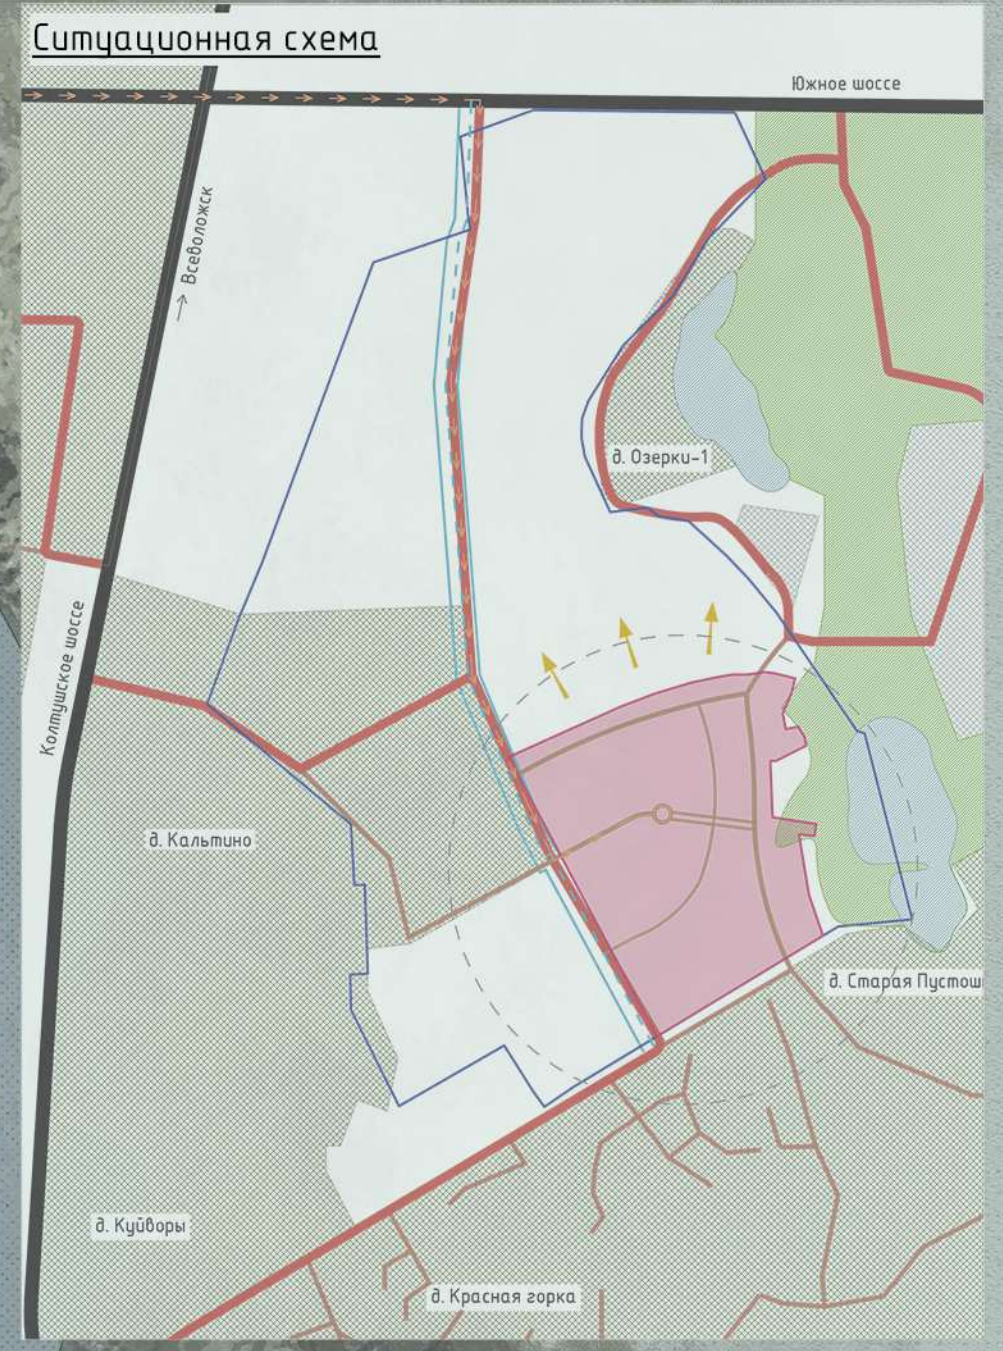 Ситуационная схема
Южное шоссе
Всеволожск
д. Озерки-1
Колтушское шоссе
д. Кальтино
д. Старая Пустош
д. Куйворы
д. Красная горка